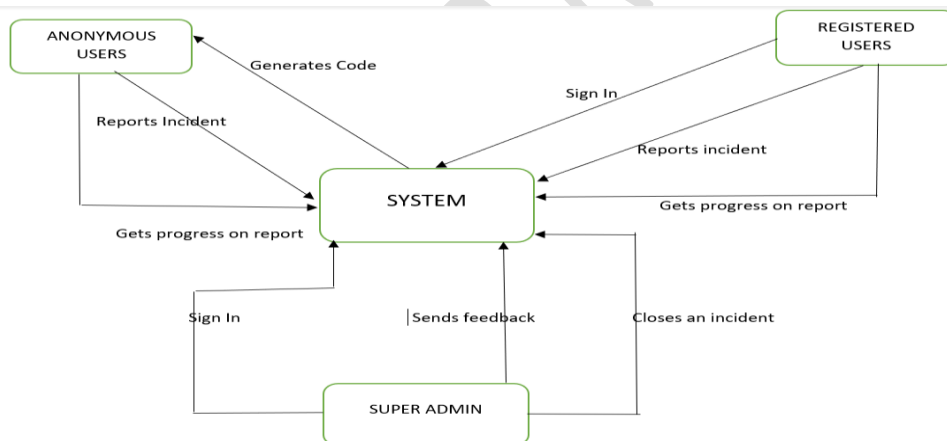 ANONYMOUS
USERS
REGISTERED
USERS
Generates Code
Sign In
Reports Incident
Reports incident
SYSTEM
Gets progress on report
Gets progress on report
Sign In
Sends feedback
Closes an incident
SUPER ADMIN